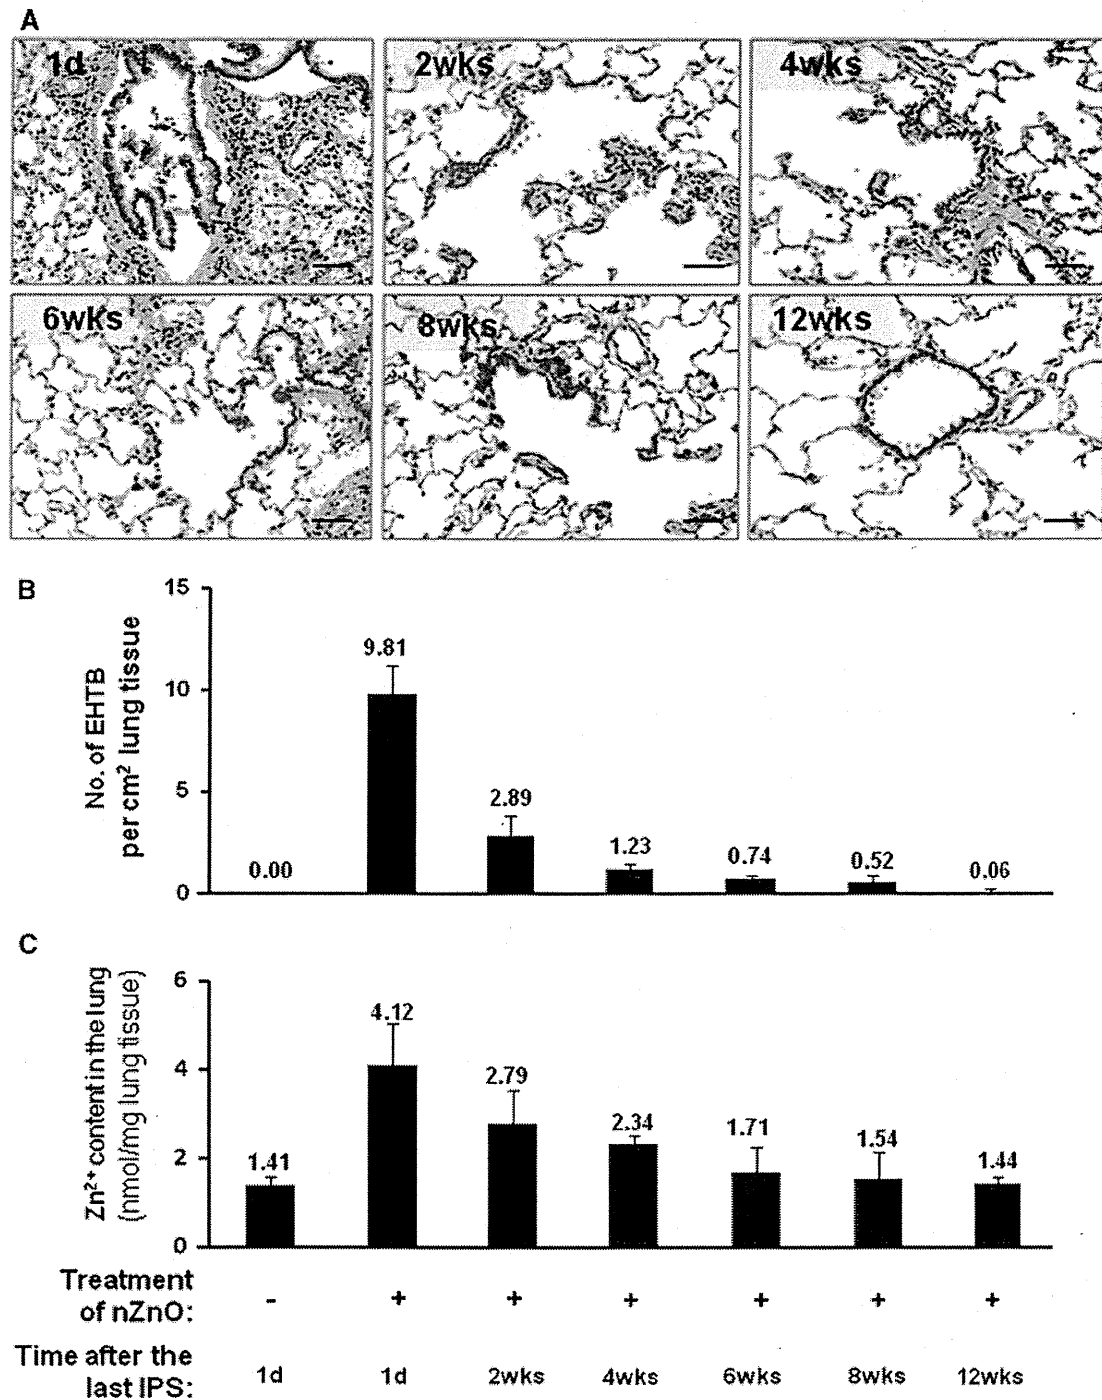 A
1d
2wks
4wks
6wks
8wks
12wks
B
No. of EHTB
per cm² lung tissue
15
10
5
0
0.00
9.81
2.89
1.23
0.74
0.52
0.06
C
Zn²⁺ content in the lung
(nmol/mg lung tissue)
6
4
2
0
1.41
4.12
2.79
2.34
1.71
1.54
1.44
Treatment
of nZnO: - + + + + + +
Time after the
last IPS: 1d 1d 2wks 4wks 6wks 8wks 12wks